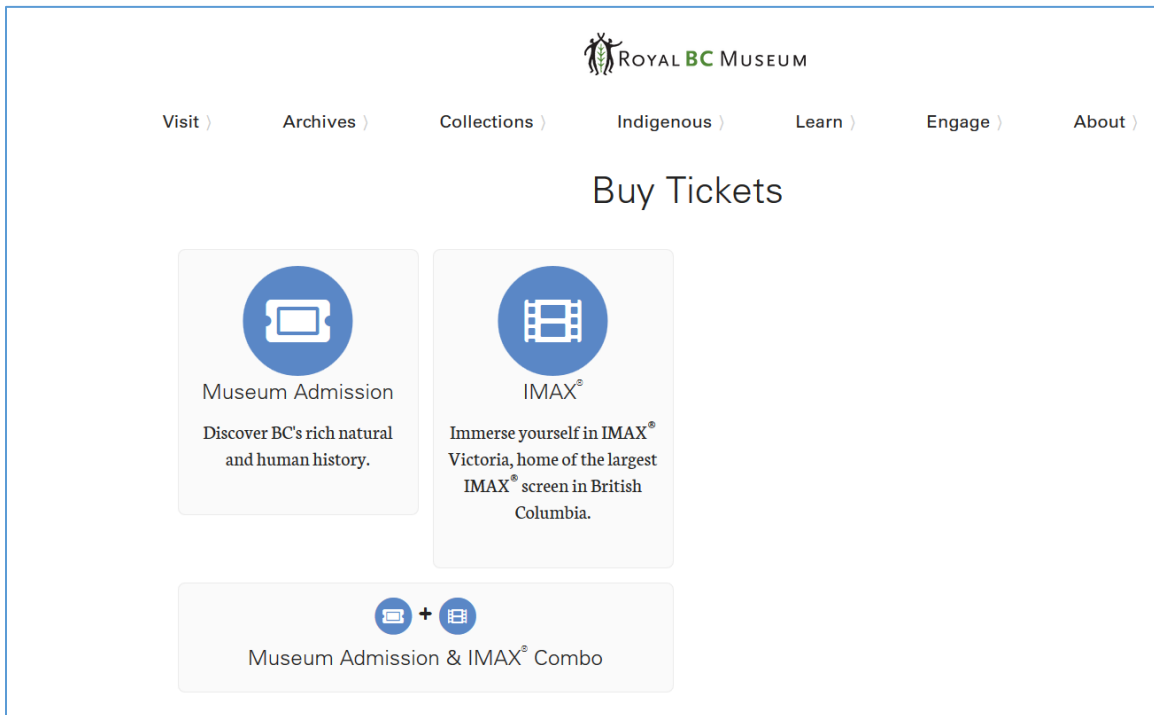 ROYAL BC MUSEUM
Visit Archives Collections Indigenous Learn Engage About
Buy Tickets
Museum Admission
Discover BC's rich natural
and human history.
IMAX®
Immerse yourself in IMAX®
Victoria, home of the largest
IMAX® screen in British
Columbia.
+
Museum Admission & IMAX® Combo